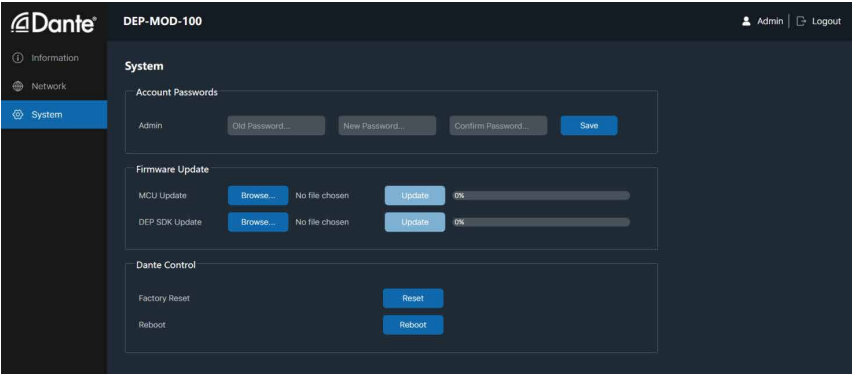 Dante®
DEP-MOD-100
Admin
Logout
Information
Network
System
System
Account Passwords
Admin
Old Password...
New Password...
Confirm Password...
Save
Firmware Update
MCU Update
Browse...
No file chosen
Update
0%
DEP SDK Update
Browse...
No file chosen
Update
0%
Dante Control
Factory Reset
Reset
Reboot
Reboot